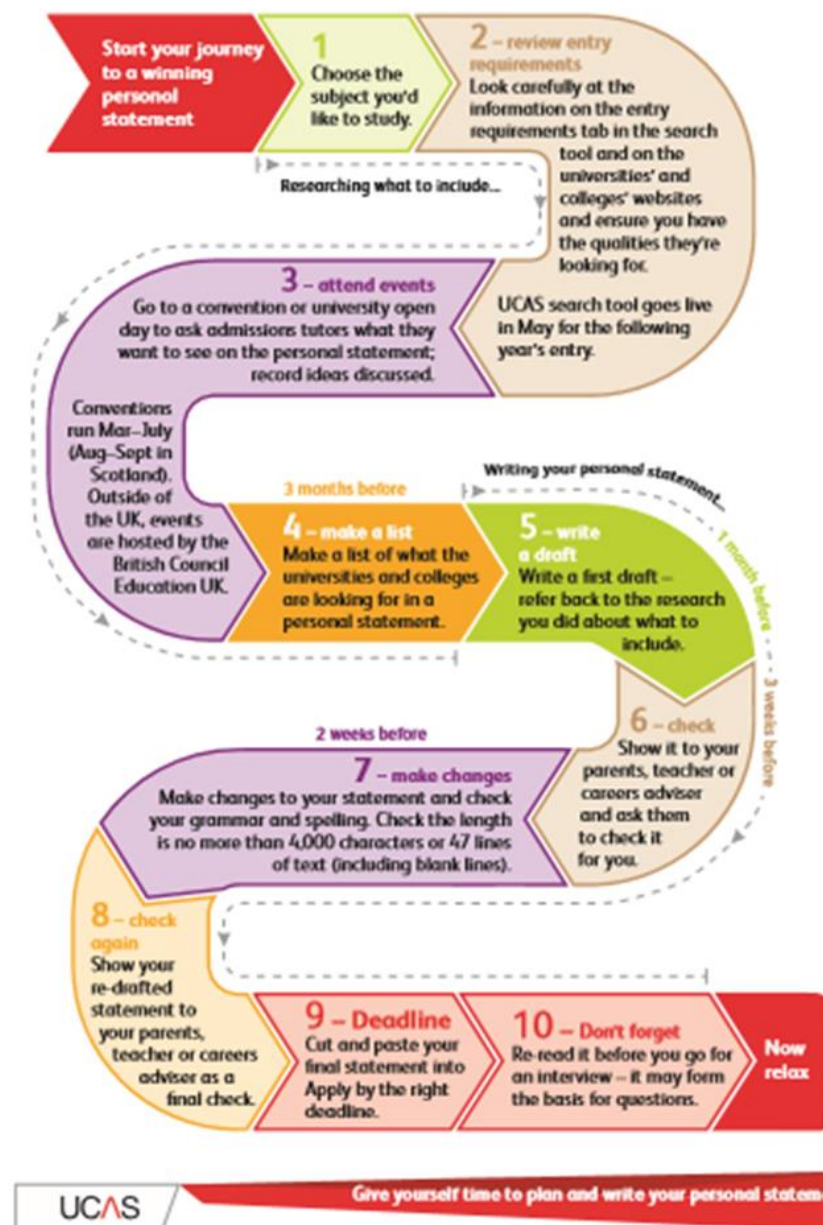 Start your journey
to a winning
personal
statement
1
Choose the
subject you'd
like to study.
2 – review entry
requirements
Look carefully at the
information on the entry
requirements tab in the search
tool and on the
universities' and
colleges' websites
and ensure you have
the qualities they're
looking for.
UCAS search tool goes live
in May for the following
year's entry.
Researching what to include...
3 – attend events
Go to a convention or university open
day to ask admissions tutors what they
want to see on the personal statement;
record ideas discussed.
Conventions
run Mar–July
(Aug–Sept in
Scotland).
Outside of
the UK, events
are hosted by the
British Council
Education UK.
3 months before
4 – make a list
Make a list of what the
universities and colleges
are looking for in a
personal statement.
Writing your personal statement...
5 – write
a draft
Write a first draft –
refer back to the research
you did about what to
include.
1 month before
3 weeks before
6 – check
Show it to your
parents, teacher or
careers adviser
and ask them
to check it
for you.
2 weeks before
7 – make changes
Make changes to your statement and check
your grammar and spelling. Check the length
is no more than 4,000 characters or 47 lines
of text (including blank lines).
8 – check
again
Show your
re-drafted
statement to
your parents,
teacher or careers
adviser as a
final check.
9 – Deadline
Cut and paste your
final statement into
Apply by the right
deadline.
10 – Don't forget
Re-read it before you go for
an interview – it may form
the basis for questions.
Now
relax
UCAS
Give yourself time to plan and write your personal statem